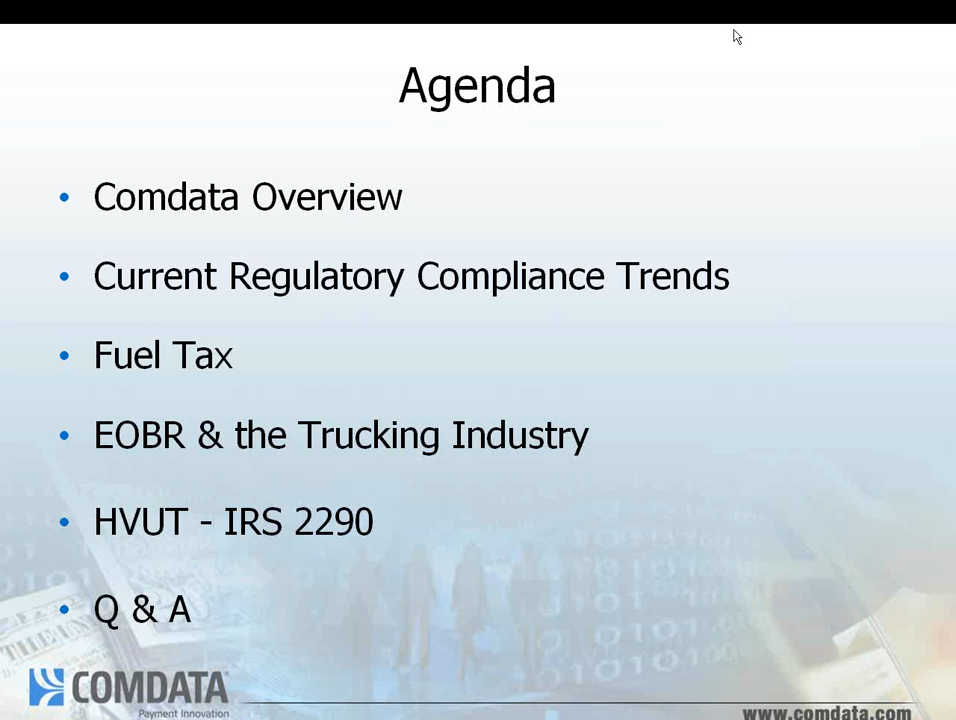 Agenda
• Comdata Overview
• Current Regulatory Compliance Trends
• Fuel Tax
• EOBR & the Trucking Industry
• HVUT - IRS 2290
• Q & A
COMDATA
Payment Innovation
www.comdata.com